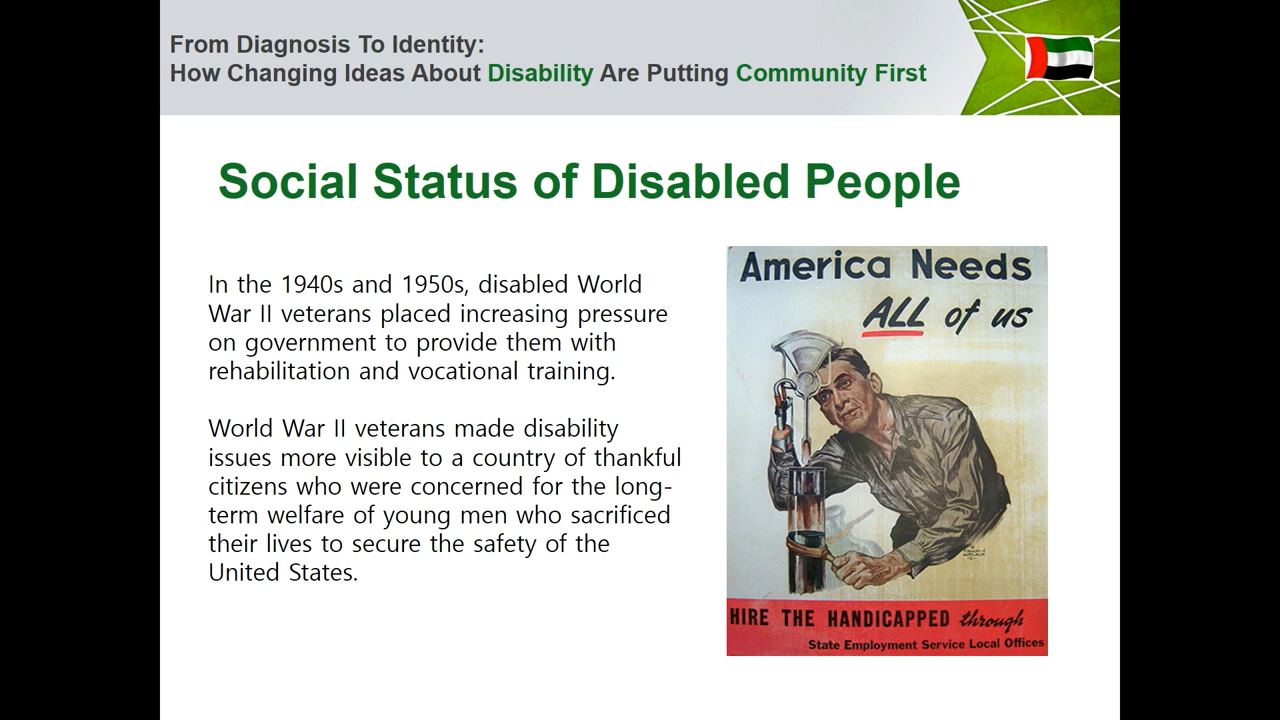 From Diagnosis To Identity:
How Changing Ideas About Disability Are Putting Community First
Social Status of Disabled People
In the 1940s and 1950s, disabled World
War II veterans placed increasing pressure
on government to provide them with
rehabilitation and vocational training.
World War II veterans made disability
issues more visible to a country of thankful
citizens who were concerned for the long-
term welfare of young men who sacrificed
their lives to secure the safety of the
United States.
America Needs
ALL of us
HIRE THE HANDICAPPED through
State Employment Service Local Offices